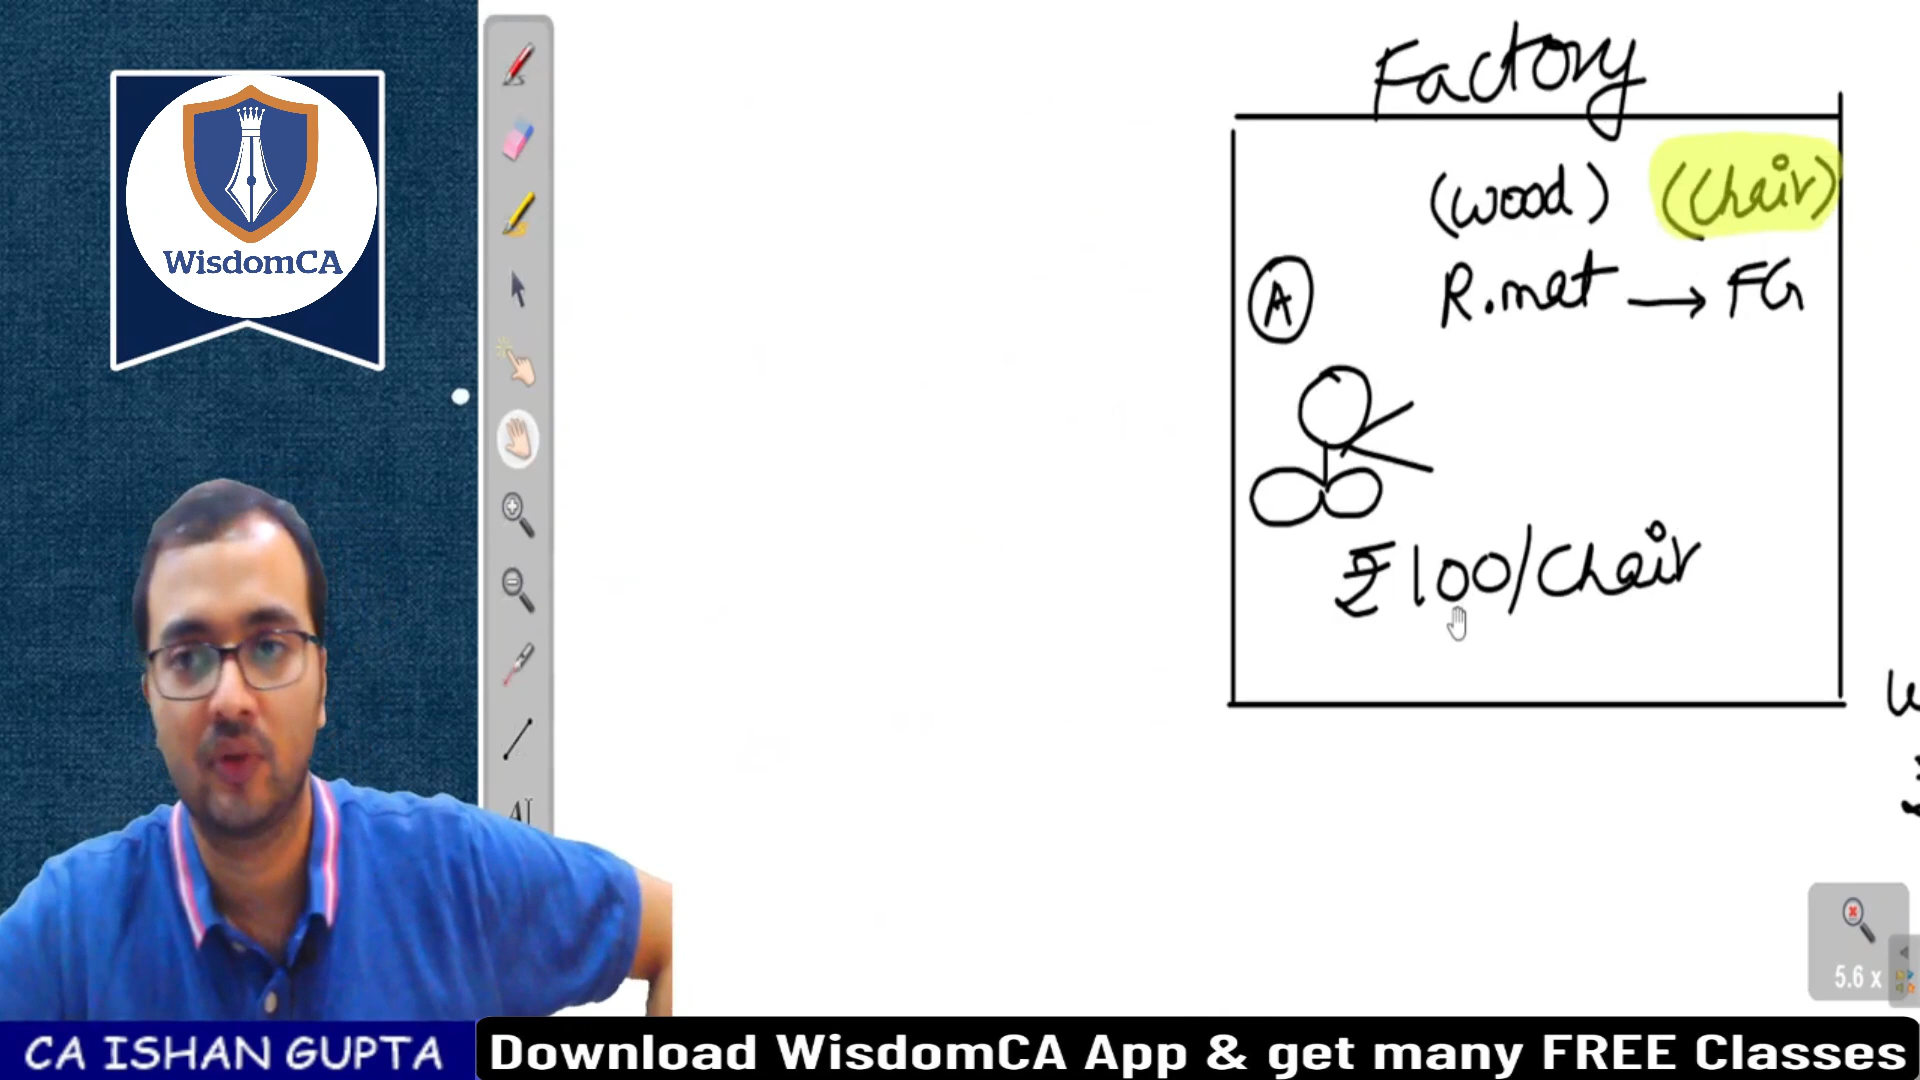 WisdomCA
Factory
(wood) (Chair)
A
R.mat → FG
₹100/Chair
5.6 x
CA ISHAN GUPTA
Download WisdomCA App & get many FREE Classes